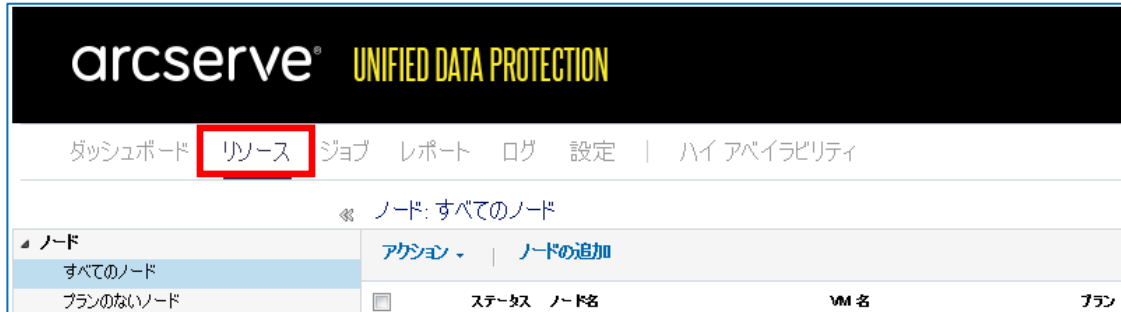 arcserve® UNIFIED DATA PROTECTION
ダッシュボード リソース ジョブ レポート ログ 設定 | ハイ アベイラビリティ
« ノード: すべてのノード
ノード
アクション | ノードの追加
すべてのノード
プランのないノード
ステータス ノード名 VM 名 プラン